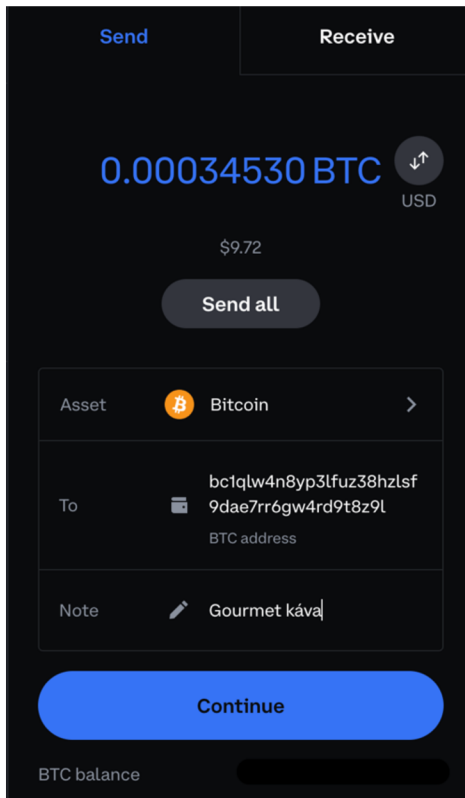 Send
Receive
0.00034530 BTC
USD
$9.72
Send all
Asset
Bitcoin
To
bc1qlw4n8yp3lfuz38hzlsf
9dae7rr6gw4rd9t8z9l
BTC address
Note
Gourmet káva
Continue
BTC balance